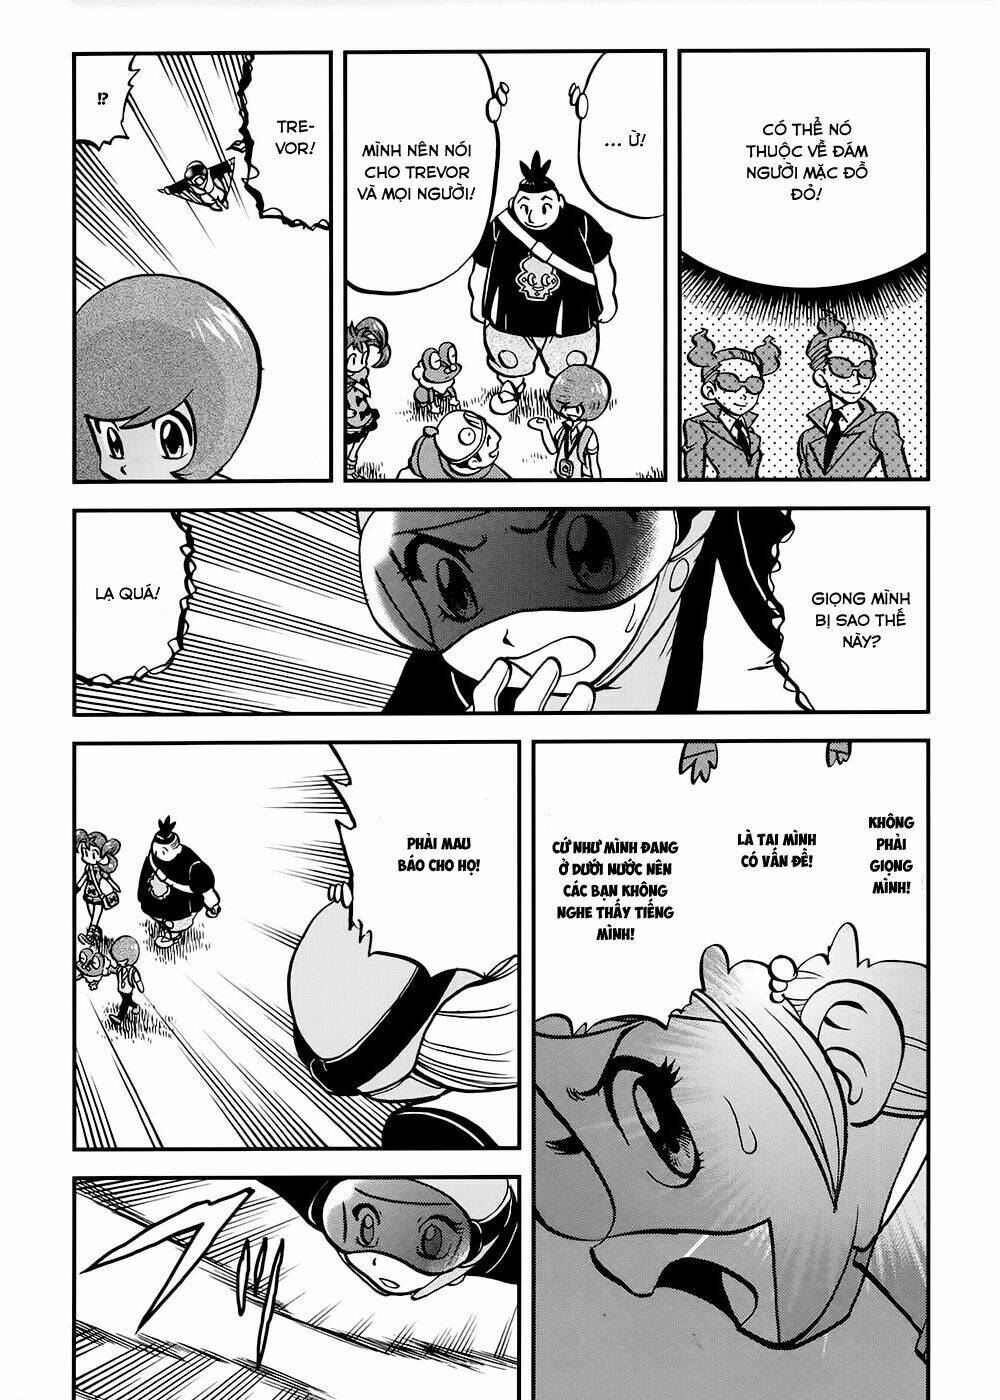 CÓ THỂ NÓ
THUỘC VỀ ĐÁM
NGƯỜI MẶC ĐỒ
ĐỎ!
... Ừ!
MÌNH NÊN NÓI
CHO TREVOR
VÀ MỌI NGƯỜI!
TRE-
VOR!
!?
GIỌNG MÌNH
BỊ SAO THẾ
NÀY?
LẠ QUÁ!
KHÔNG
PHẢI
GIỌNG
MÌNH!
LÀ TAI MÌNH
CÓ VẤN ĐỀ!
CỨ NHƯ MÌNH ĐANG
Ở DƯỚI NƯỚC NÊN
CÁC BẠN KHÔNG
NGHE THẤY TIẾNG
MÌNH!
PHẢI MAU
BÁO CHO HỌ!